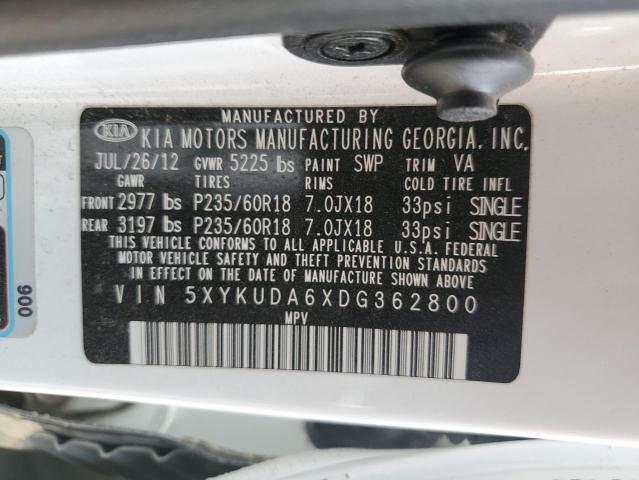 MANUFACTURED BY
KIA KIA MOTORS MANUFACTURING GEORGIA, INC.
JUL/26/12 GVWR 5225 lbs PAINT SWP TRIM VA
GAWR TIRES RIMS COLD TIRE INFL
FRONT 2977 lbs P235/60R18 7.0JX18 33psi SINGLE
REAR 3197 lbs P235/60R18 7.0JX18 33psi SINGLE
THIS VEHICLE CONFORMS TO ALL APPLICABLE U.S.A. FEDERAL
MOTOR VEHICLE SAFETY AND THEFT PREVENTION STANDARDS
IN EFFECT ON THE DATE OF MANUFACTURE SHOWN ABOVE
VIN 5XYKUDA6XDG362800
MPV
006